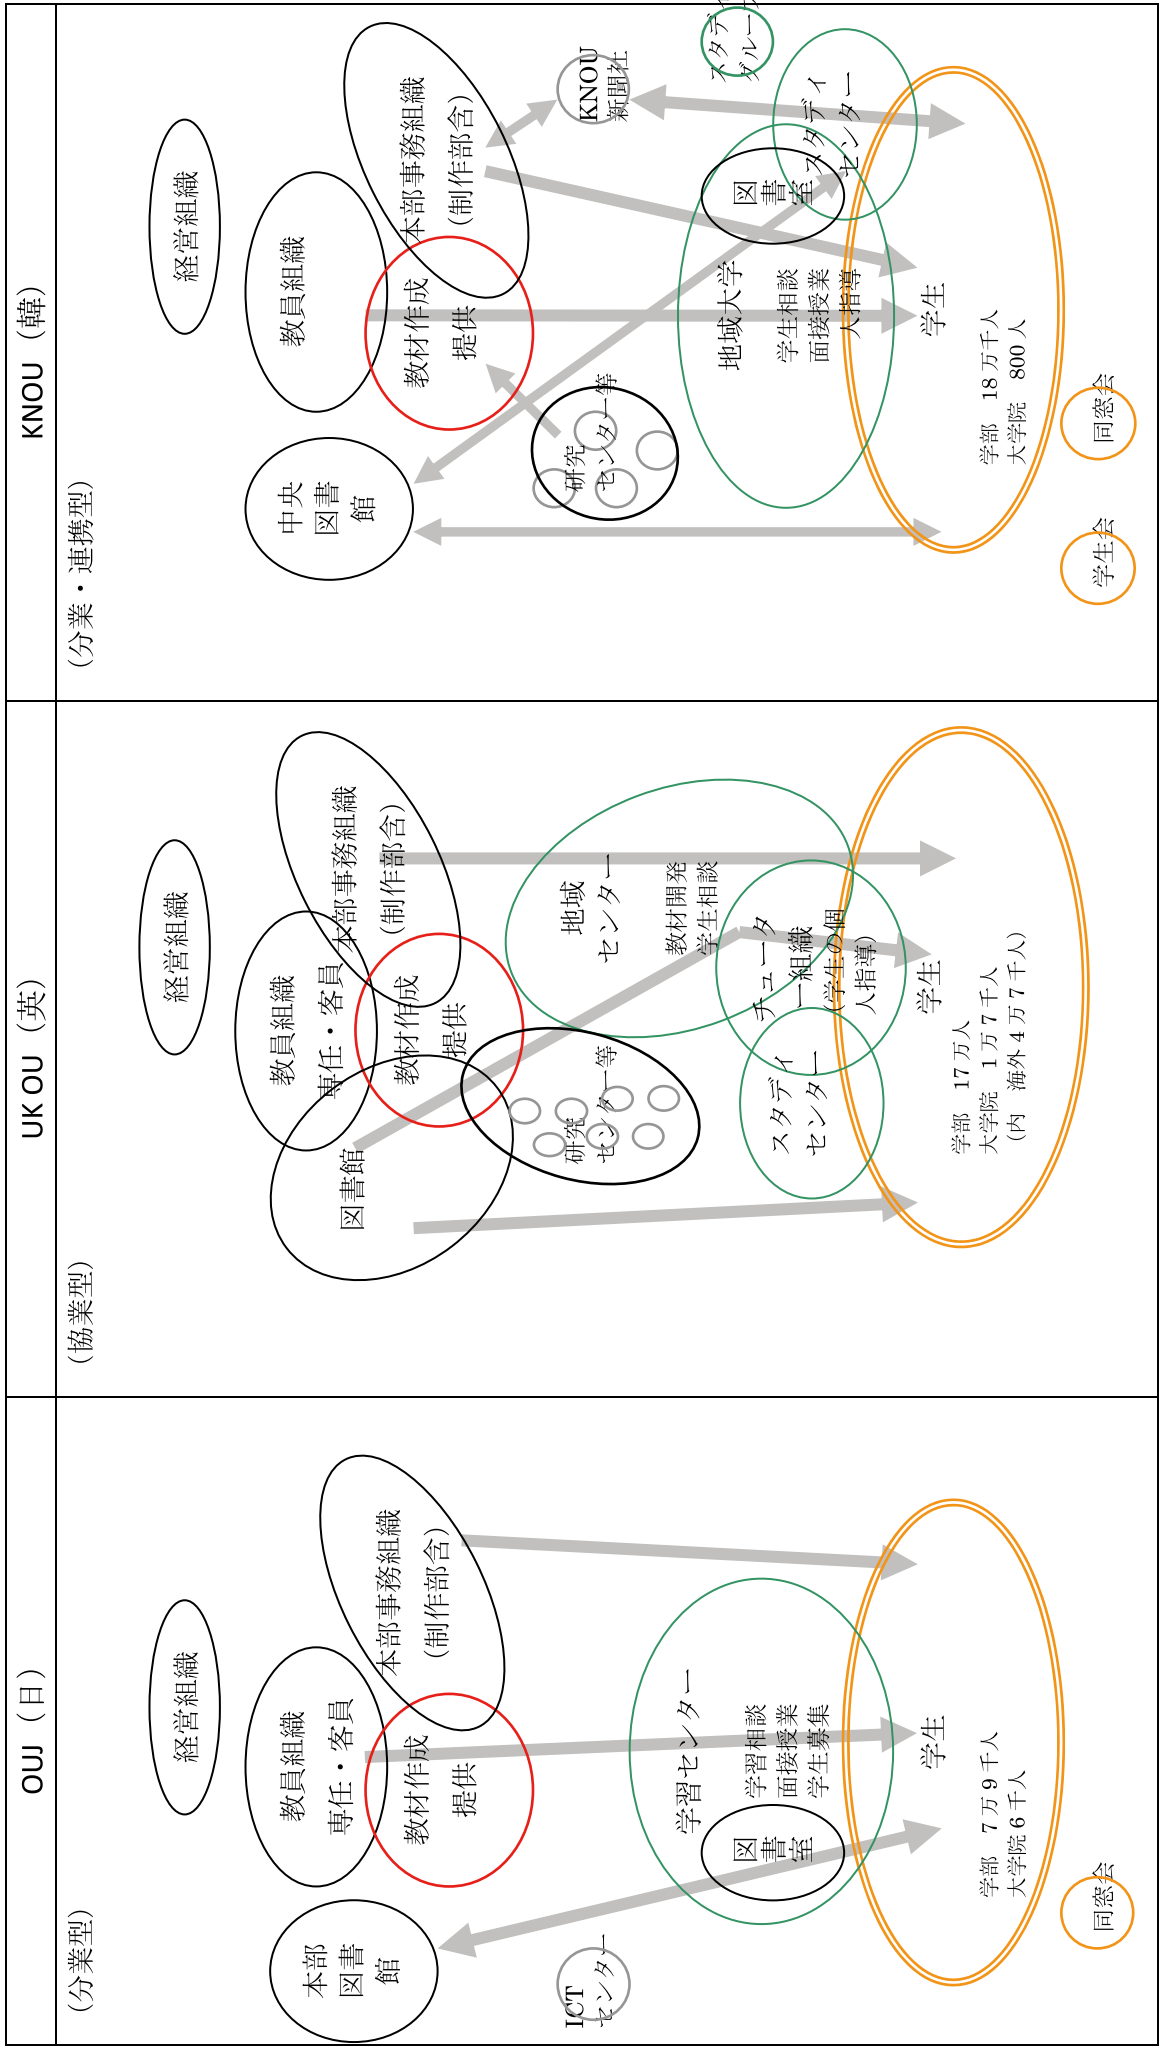 OUJ（日）
（分業型）
経営組織
教員組織
専任・客員
本部事務組織
（制作部含）
教材作成
提供
本部
図書
館
ICT
センター
学習センター
学習相談
面接授業
学生募集
図
書
室
学生
学部　7万9千人
大学院6千人
同窓会
UK OU（英）
（協業型）
経営組織
教員組織
専任・客員
本部事務組織
（制作部含）
教材作成
提供
図書館
研究
センター等
地域
センター
教材開発
学生相談
チュータ
ー組織
（学生の個
人指導）
スタディ
センター
学生
学部　17万人
大学院　1万7千人
（内　海外4万7千人）
KNOU（韓）
（分業・連携型）
経営組織
教員組織
本部事務組織
（制作部含）
教材作成
提供
中央
図書
館
研究
センター等
KNOU
新聞社
スタディ
グループ
スタディ
センター
図
書
室
地域大学
学生相談
面接授業
人指導
学生
学部　18万千人
大学院　800人
学生会
同窓会